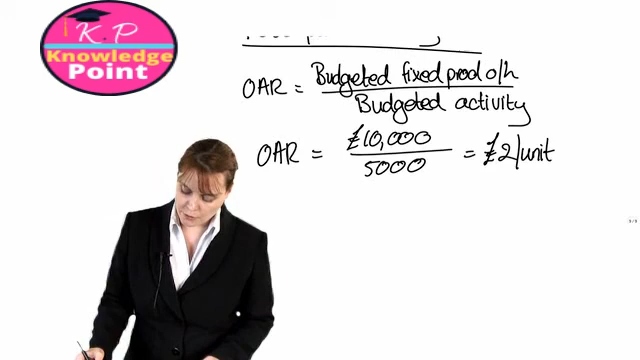 K.P
Knowledge
Point
OAR = Budgeted fixed prod o/h
Budgeted activity
OAR = £10,000
5000
= £2/unit